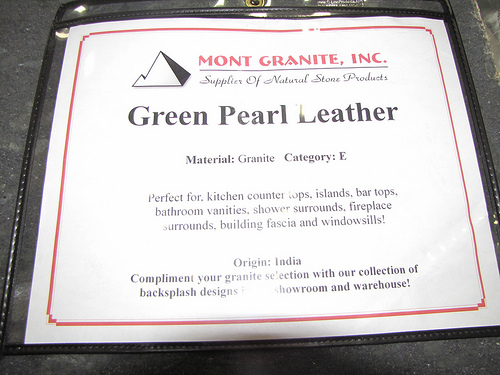 MONT GRANITE, INC.
Supplier Of Natural Stone Products
Green Pearl Leather
Material: Granite Category: E
Perfect for, kitchen counter tops, islands, bar tops,
bathroom vanities, shower surrounds, fireplace
surrounds, building fascia and windowsills!
Origin: India
Compliment your granite selection with our collection of
backsplash designs showroom and warehouse!